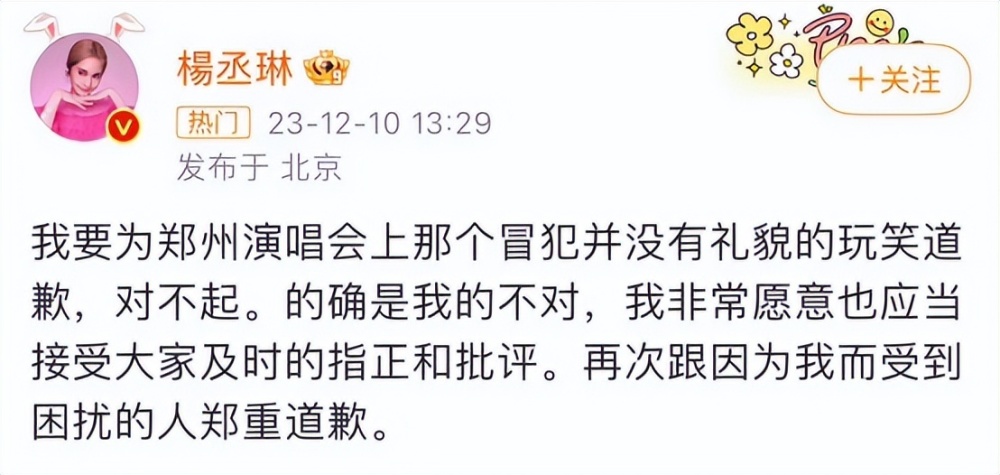 楊丞琳
+关注
热门 23-12-10 13:29
发布于 北京
我要为郑州演唱会上那个冒犯并没有礼貌的玩笑道
歉，对不起。的确是我的不对，我非常愿意也应当
接受大家及时的指正和批评。再次跟因为我而受到
困扰的人郑重道歉。